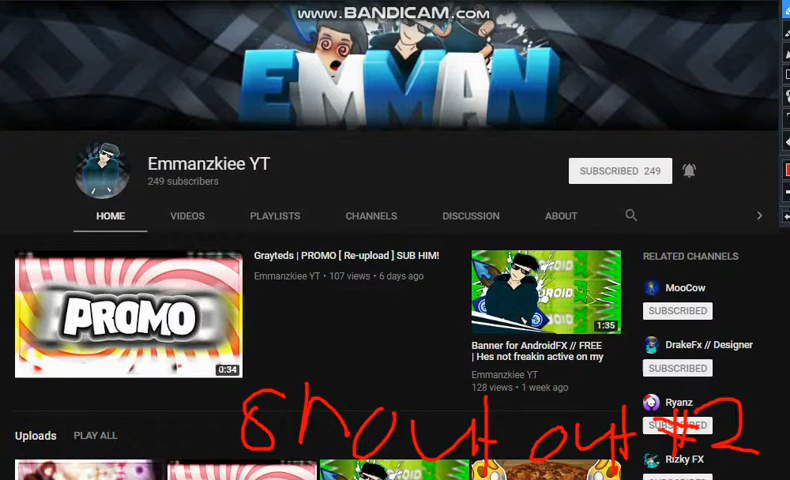 www.BANDICAM.com
EMMAN
Emmanzkiee YT
249 subscribers
SUBSCRIBED 249
HOME VIDEOS PLAYLISTS CHANNELS DISCUSSION ABOUT
Grayteds | PROMO [ Re-upload ] SUB HIM!
Emmanzkiee YT • 107 views • 6 days ago
PROMO
0:34
1:35
Banner for AndroidFX // FREE
| Hes not freakin active on my
Emmanzkiee YT
128 views • 1 week ago
RELATED CHANNELS
MooCow
SUBSCRIBED
DrakeFx // Designer
SUBSCRIBED
Ryanz
SUBSCRIBED
Rizky FX
Shout out #2
Uploads PLAY ALL